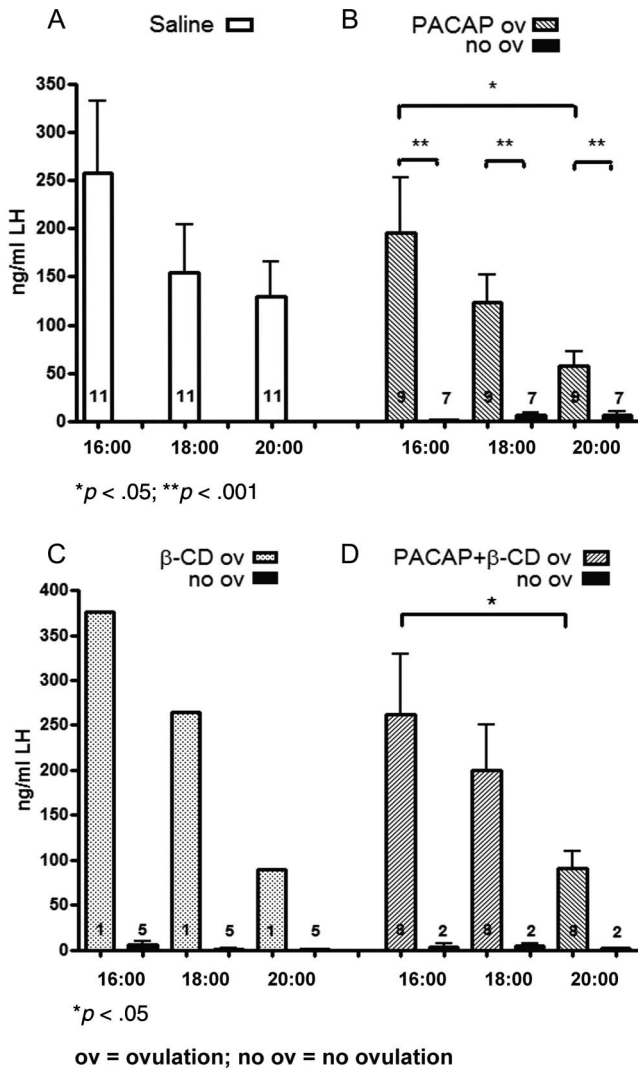 A
Saline
B
PACAP ov
no ov
350
300
250
200
150
100
50
0
ng/ml LH
*
** ** **
11 11 11 9 7 9 7 9 7
16:00 18:00 20:00 16:00 18:00 20:00
*p < .05; **p < .001
C
β-CD ov
no ov
D
PACAP+β-CD ov
no ov
400
350
300
250
200
150
100
50
0
ng/ml LH
*
1 5 1 5 1 5 8 2 8 2 8 2
16:00 18:00 20:00 16:00 18:00 20:00
*p < .05
ov = ovulation; no ov = no ovulation